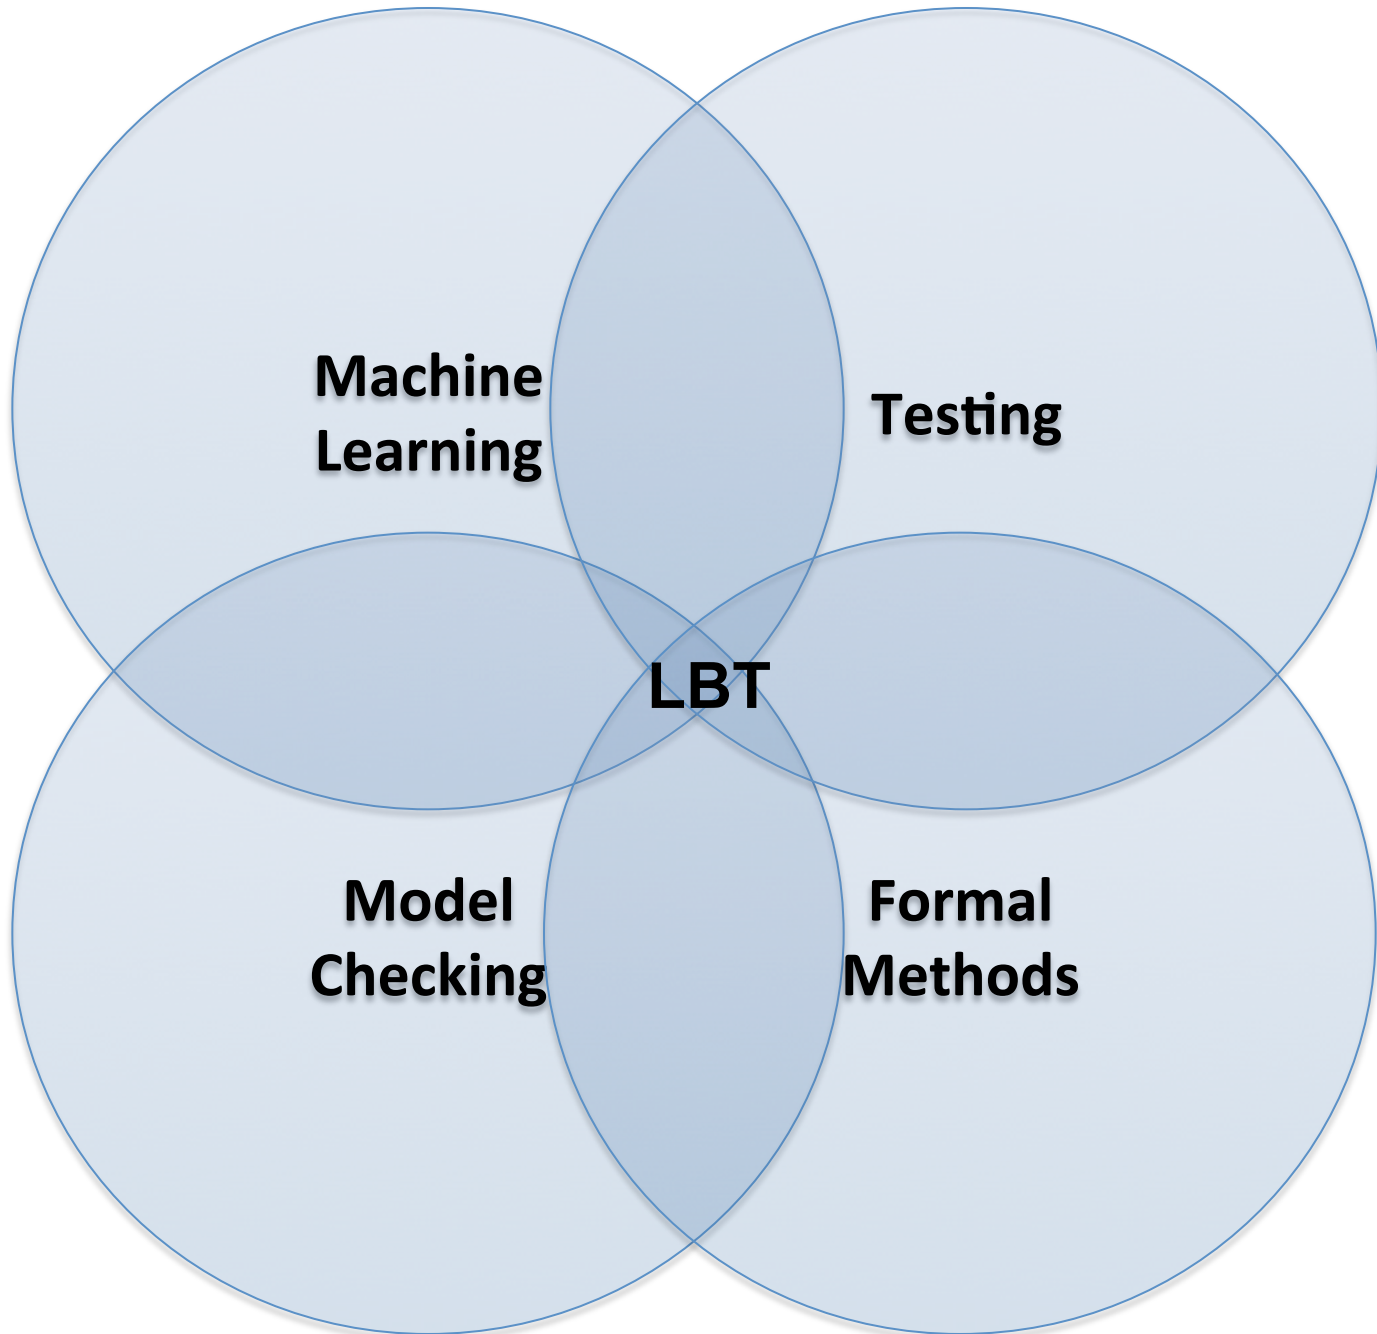 Machine
Learning
Testing
LBT
Model
Checking
Formal
Methods